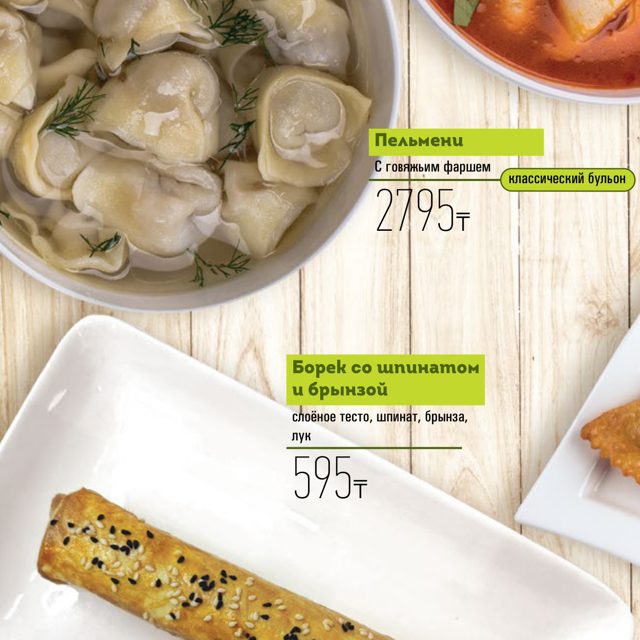 Пельмени
С говяжьим фаршем
классический бульон
2795₸
Борек со шпинатом
и брынзой
слоёное тесто, шпинат, брынза,
лук
595₸